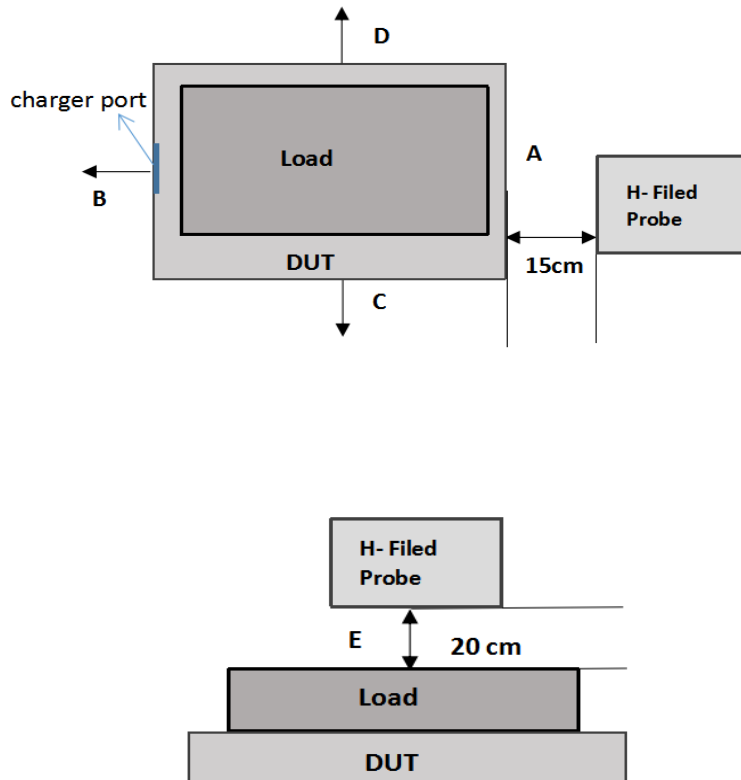 D
charger port
Load
A
B
H- Filed
Probe
DUT
15cm
C
H- Filed
Probe
E
20 cm
Load
DUT